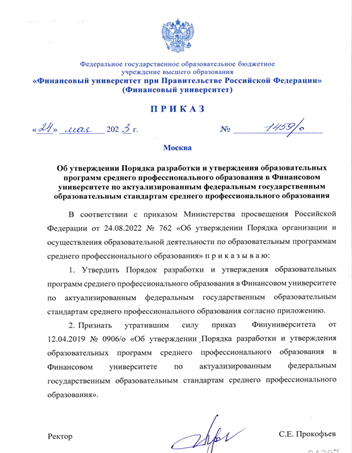 Федеральное государственное образовательное бюджетное
учреждение высшего образования
«Финансовый университет при Правительстве Российской Федерации»
(Финансовый университет)
П Р И К А З
«24» мая 2023 г. № 1459/о
Москва
Об утверждении Порядка разработки и утверждения образовательных
программ среднего профессионального образования в Финансовом
университете по актуализированным федеральным государственным
образовательным стандартам среднего профессионального образования
В соответствии с приказом Министерства просвещения Российской
Федерации от 24.08.2022 № 762 «Об утверждении Порядка организации и
осуществления образовательной деятельности по образовательным программам
среднего профессионального образования» п р и к а з ы в а ю:
1. Утвердить Порядок разработки и утверждения образовательных
программ среднего профессионального образования в Финансовом университете
по актуализированным федеральным государственным образовательным
стандартам среднего профессионального образования согласно приложению.
2. Признать утратившим силу приказ Финуниверситета от
12.04.2019 № 0906/о «Об утверждении Порядка разработки и утверждения
образовательных программ среднего профессионального образования в
Финансовом университете по актуализированным федеральным
государственным образовательным стандартам среднего профессионального
образования».
Ректор С.Е. Прокофьев